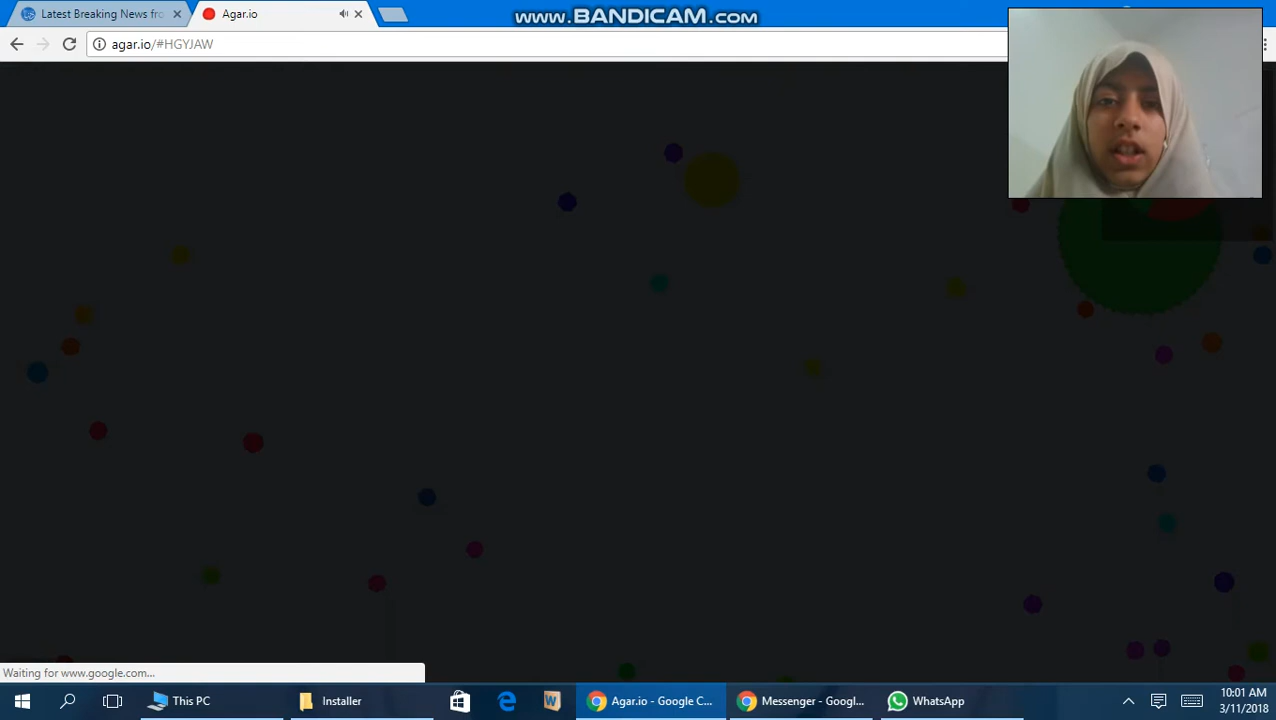 Latest Breaking News fro
Agar.io
www.BANDICAM.com
agar.io/#HGYJAW
Waiting for www.google.com...
This PC
Installer
Agar.io - Google C...
Messenger - Googl...
WhatsApp
10:01 AM
3/11/2018